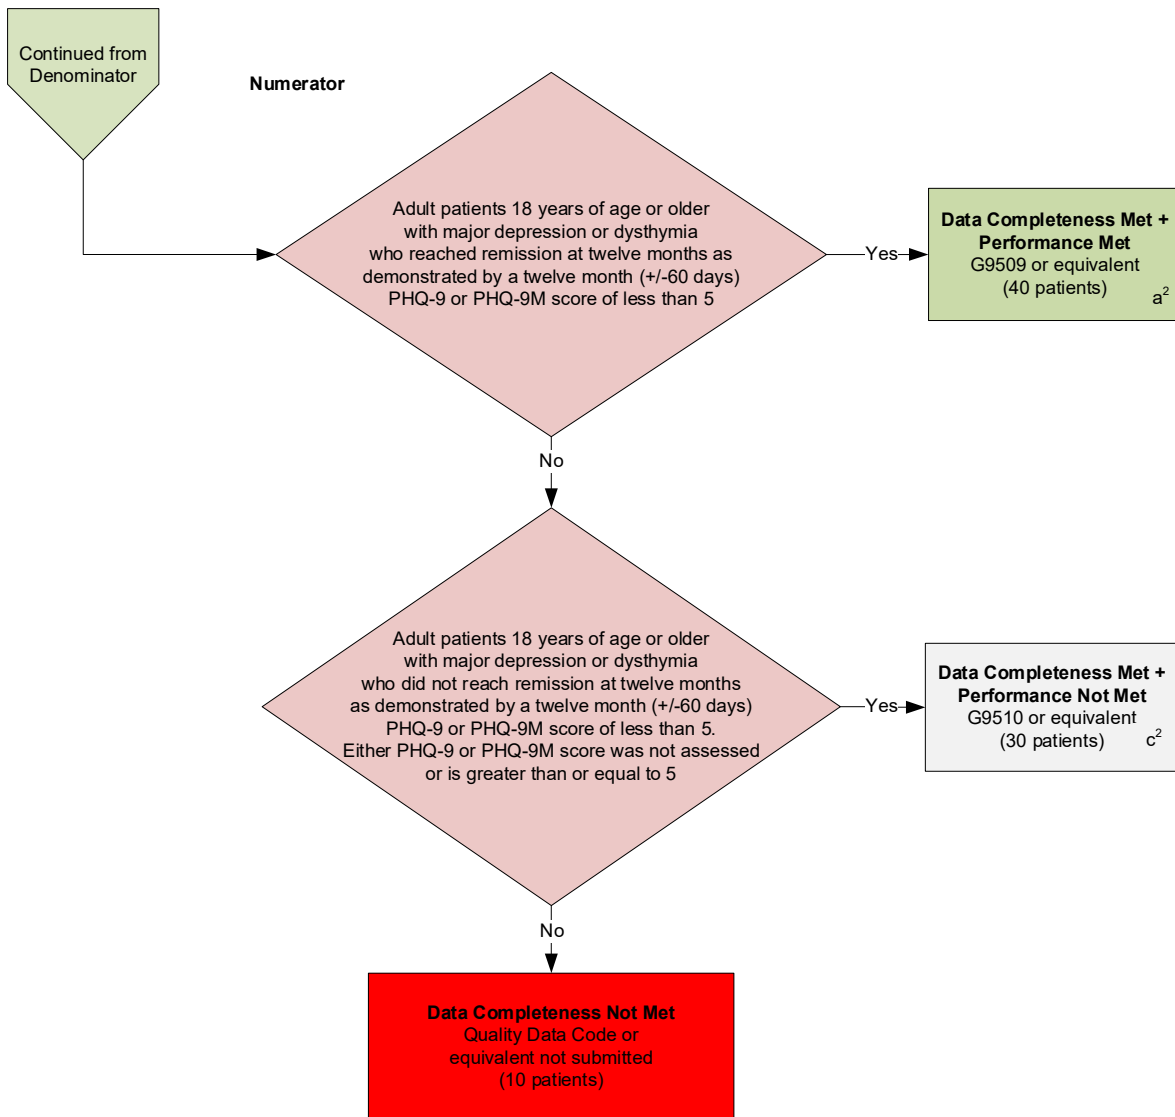 Continued from
Denominator
Numerator
Adult patients 18 years of age or older
with major depression or dysthymia
who reached remission at twelve months as
demonstrated by a twelve month (+/-60 days)
PHQ-9 or PHQ-9M score of less than 5
Yes
Data Completeness Met +
Performance Met
G9509 or equivalent
(40 patients)
a²
No
Adult patients 18 years of age or older
with major depression or dysthymia
who did not reach remission at twelve months
as demonstrated by a twelve month (+/-60 days)
PHQ-9 or PHQ-9M score of less than 5.
Either PHQ-9 or PHQ-9M score was not assessed
or is greater than or equal to 5
Yes
Data Completeness Met +
Performance Not Met
G9510 or equivalent
(30 patients)
c²
No
Data Completeness Not Met
Quality Data Code or
equivalent not submitted
(10 patients)